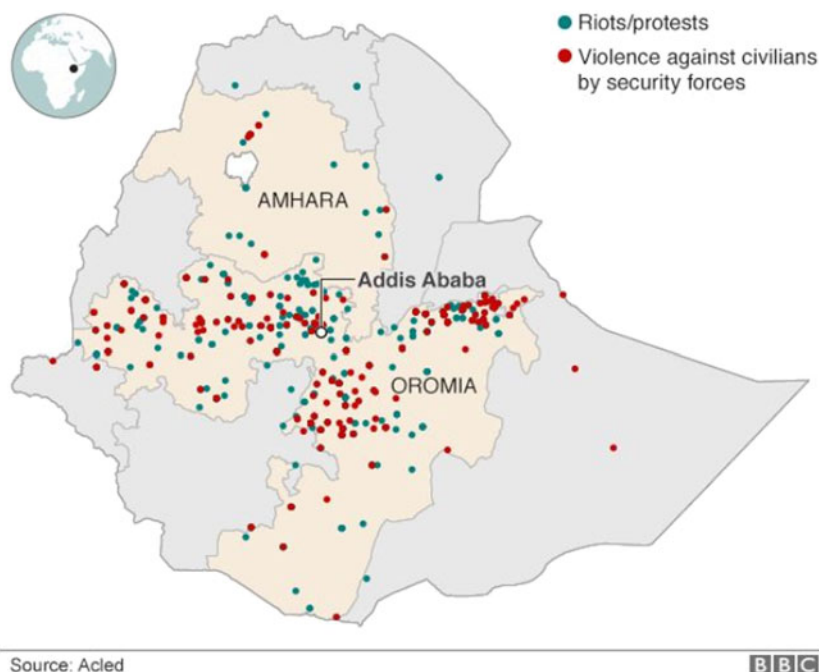 Riots/protests
Violence against civilians
by security forces
AMHARA
Addis Ababa
OROMIA
Source: Acled
BBC